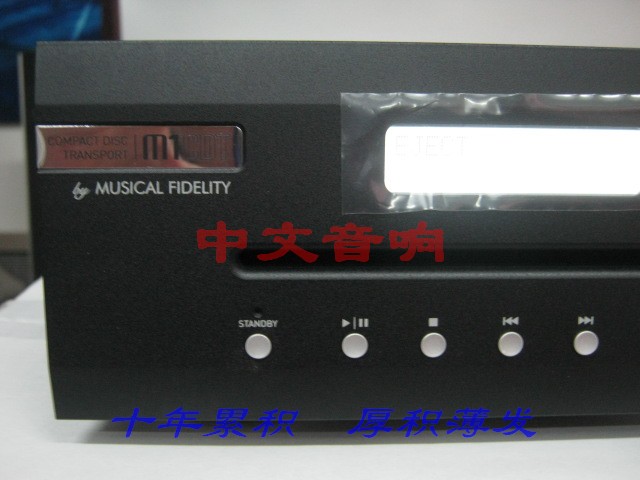 COMPACT DISC
TRANSPORT
M1
by MUSICAL FIDELITY
EJECT
中文音响
STANDBY
十年累积 厚积薄发